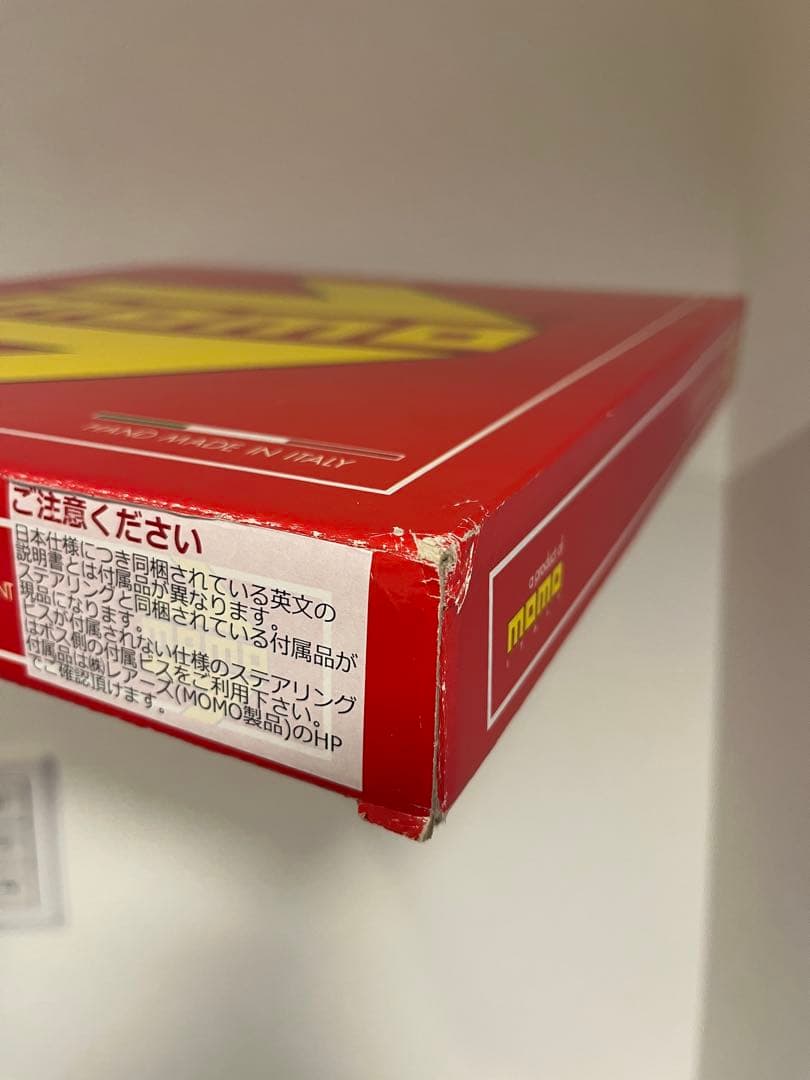 momo
HAND MADE IN ITALY
NT
ご注意ください
日本仕様につき同梱されている英文の
説明書とは付属品が異なります。
ステアリングと同梱されている付属品が
現品になります。
ビスが付属されない仕様のステアリング
はボス側の付属ビスをご利用下さい。
付属品は㈱レアーズ(MOMO製品)のHP
でご確認頂けます。
momo
a product of
momo
ITALY